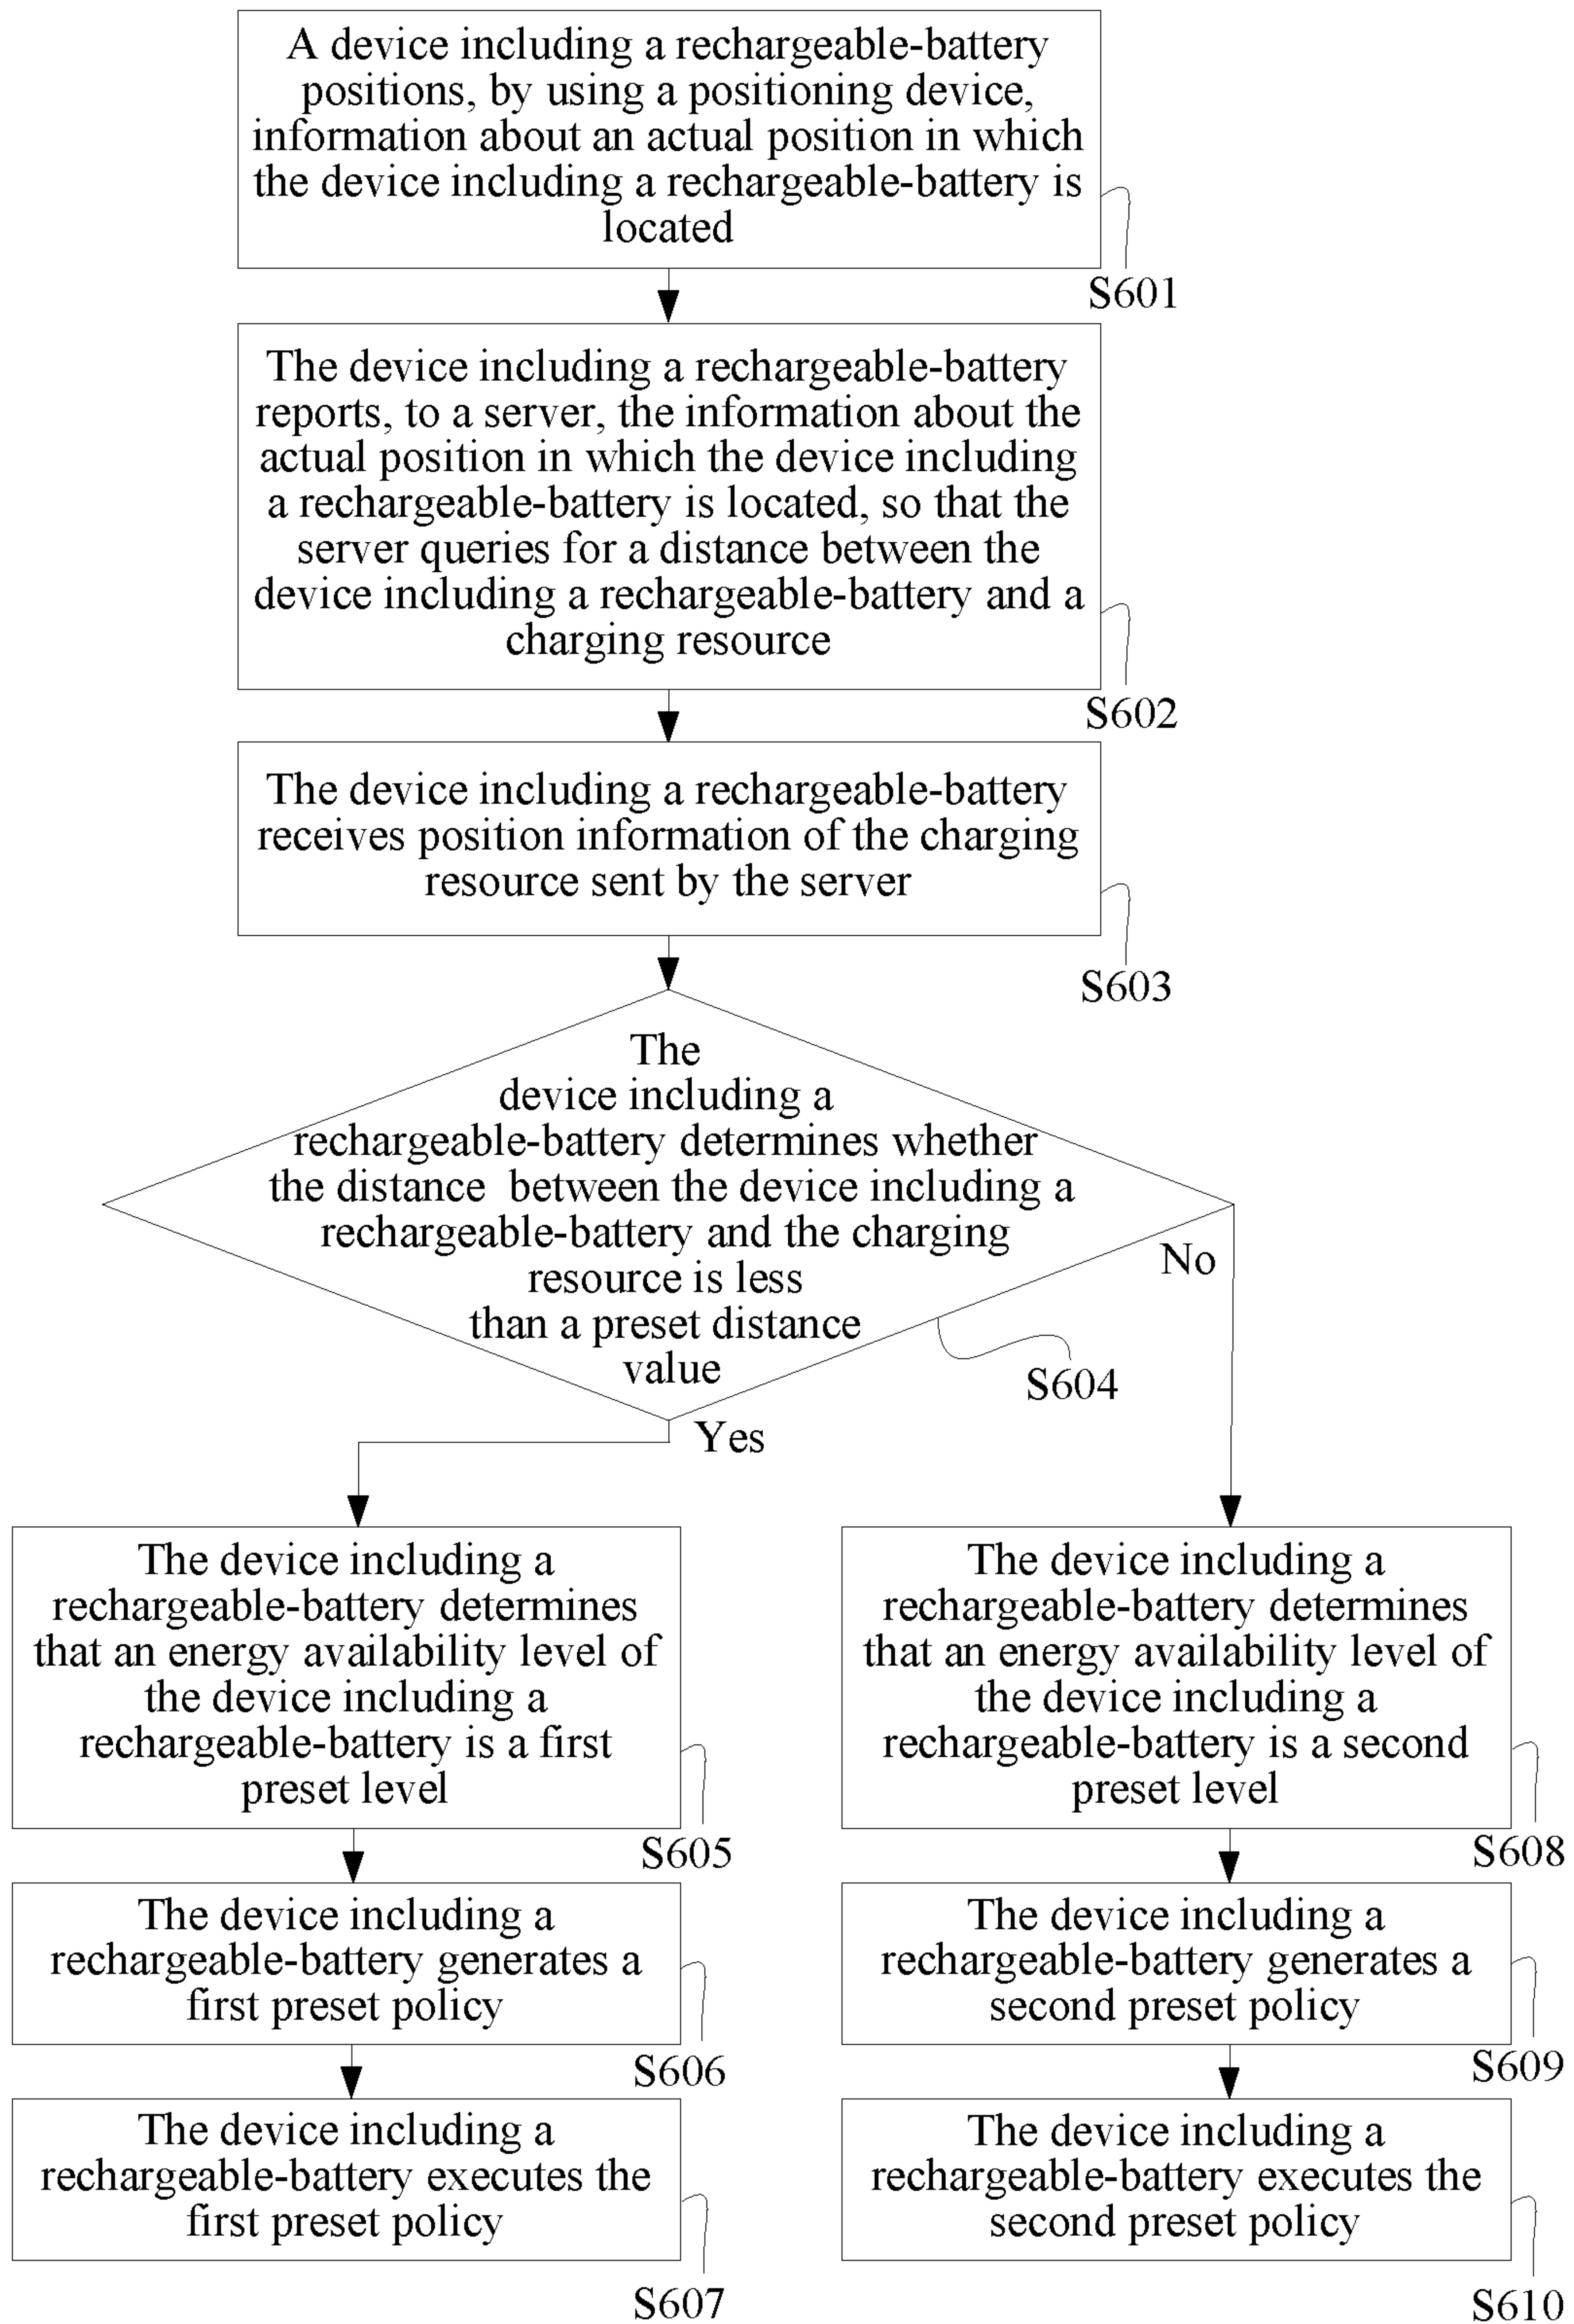 A device including a rechargeable-battery
positions, by using a positioning device,
information about an actual position in which
the device including a rechargeable-battery is
located
S601
The device including a rechargeable-battery
reports, to a server, the information about the
actual position in which the device including
a rechargeable-battery is located, so that the
server queries for a distance between the
device including a rechargeable-battery and a
charging resource
S602
The device including a rechargeable-battery
receives position information of the charging
resource sent by the server
S603
The
device including a
rechargeable-battery determines whether
the distance between the device including a
rechargeable-battery and the charging
resource is less
than a preset distance
value
No
S604
Yes
The device including a
rechargeable-battery determines
that an energy availability level of
the device including a
rechargeable-battery is a first
preset level
S605
The device including a
rechargeable-battery generates a
first preset policy
S606
The device including a
rechargeable-battery executes the
first preset policy
S607
The device including a
rechargeable-battery determines
that an energy availability level of
the device including a
rechargeable-battery is a second
preset level
S608
The device including a
rechargeable-battery generates a
second preset policy
S609
The device including a
rechargeable-battery executes the
second preset policy
S610